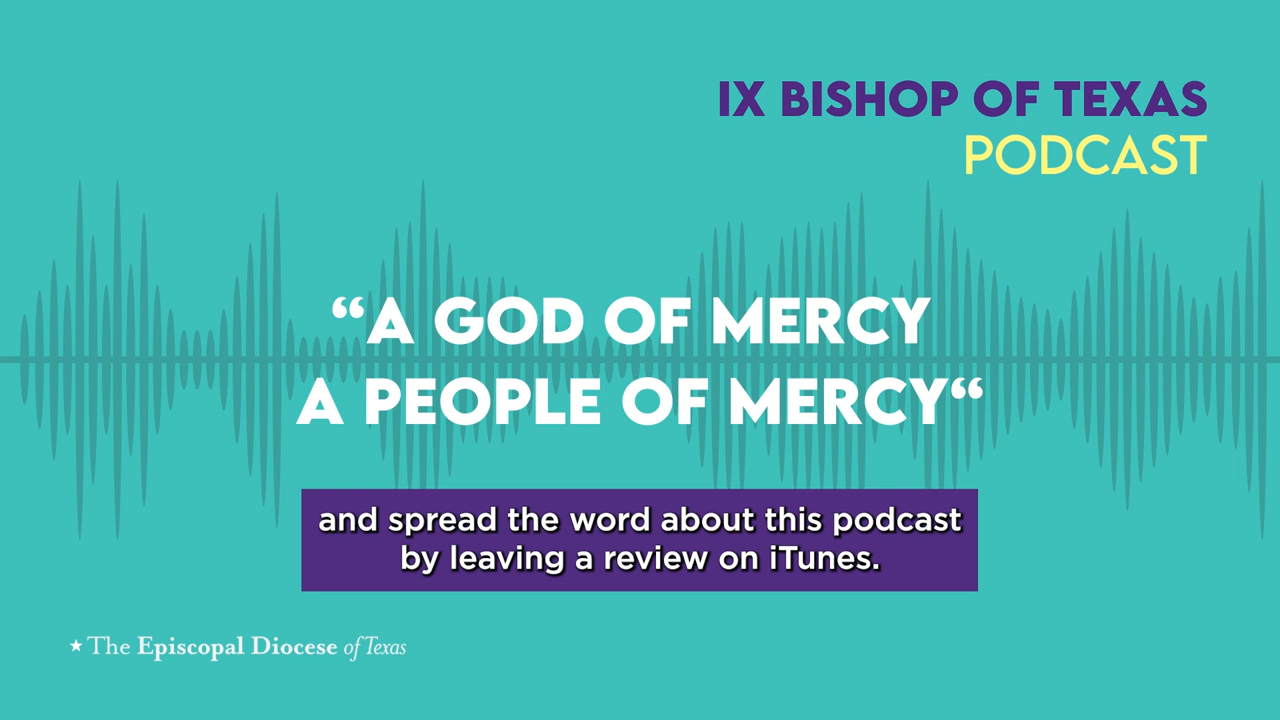 IX BISHOP OF TEXAS
PODCAST
“A GOD OF MERCY
A PEOPLE OF MERCY“
and spread the word about this podcast
by leaving a review on iTunes.
The Episcopal Diocese of Texas